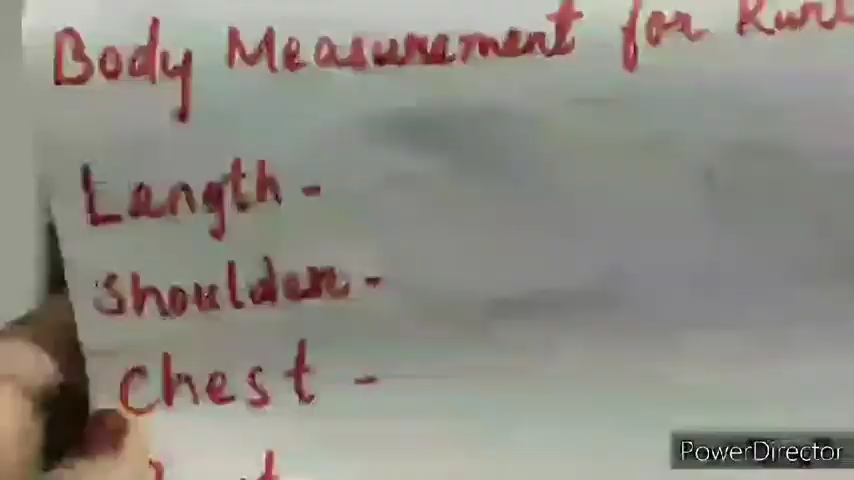 Body Measurement for
Length -
Shoulder -
Chest -
PowerDirector